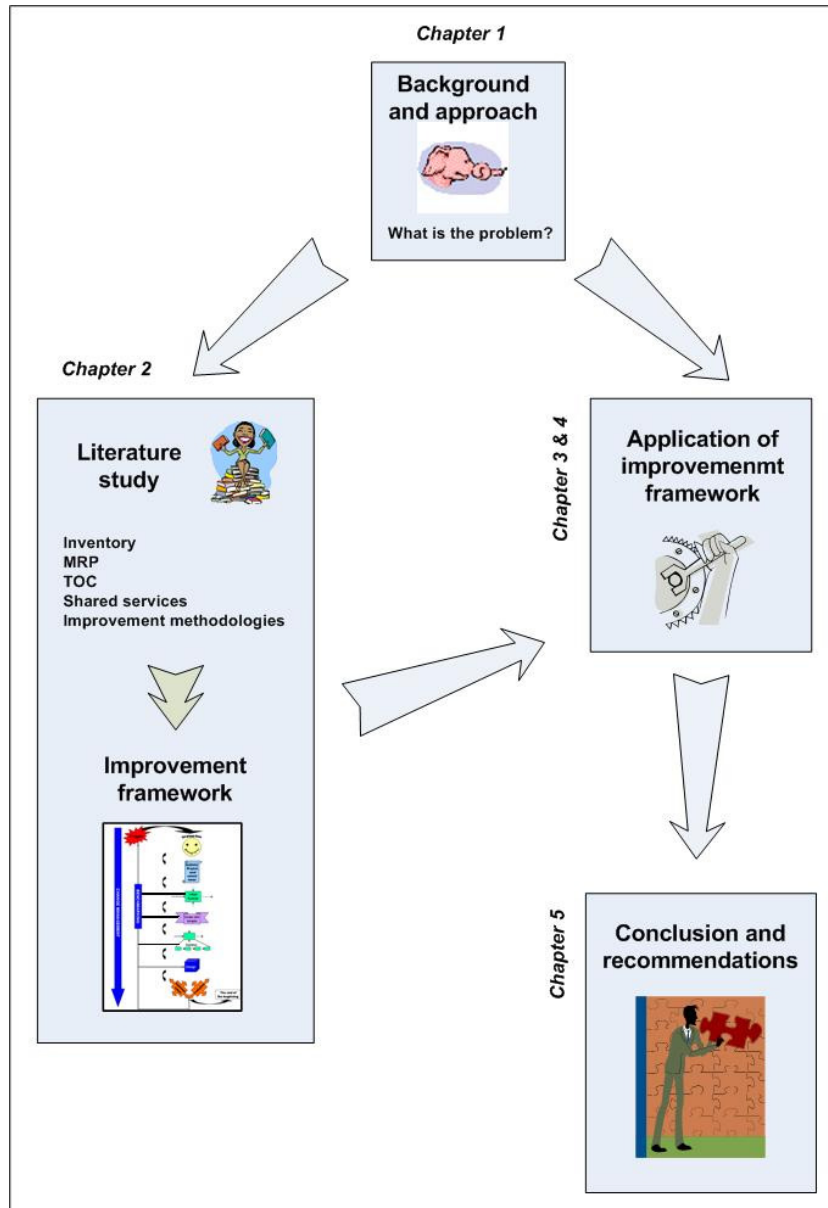 Chapter 1
Background
and approach
What is the problem?
Chapter 2
Literature
study
Inventory
MRP
TOC
Shared services
Improvement methodologies
Improvement
framework
Chapter 3 & 4
Application of
improvemenmt
framework
Chapter 5
Conclusion and
recommendations